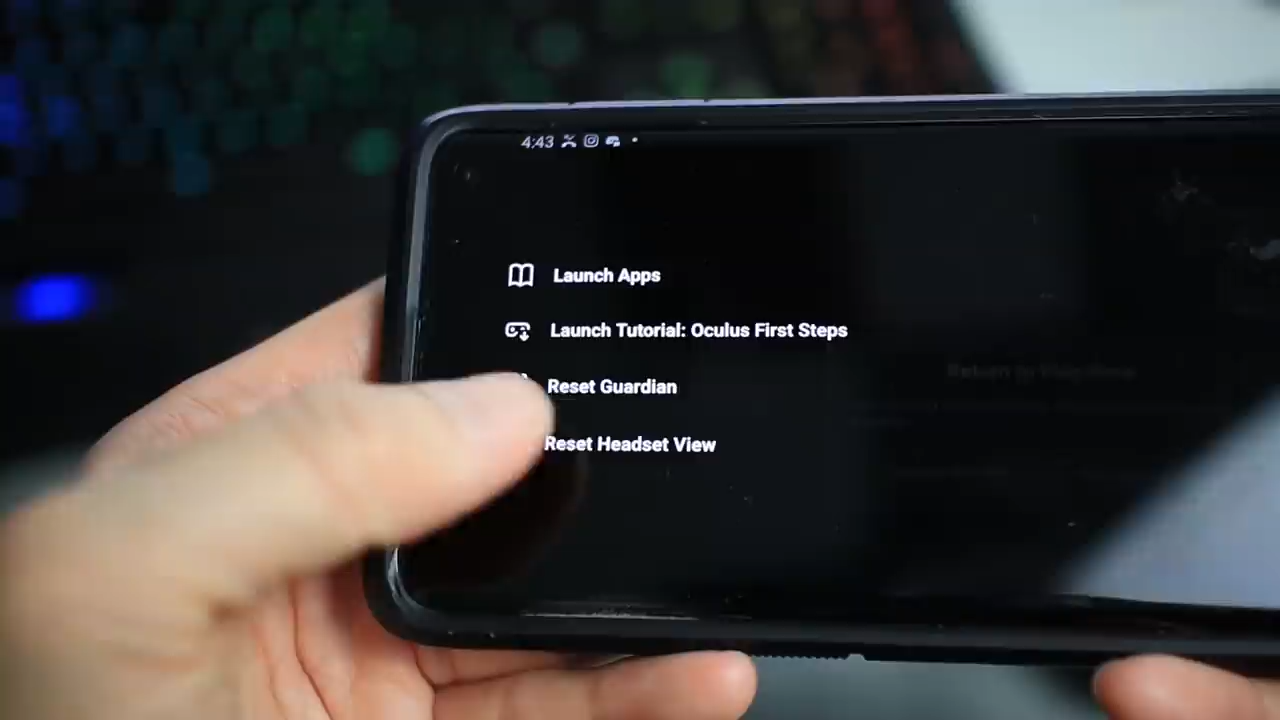 4:43
Launch Apps
Launch Tutorial: Oculus First Steps
Reset Guardian
Reset Headset View